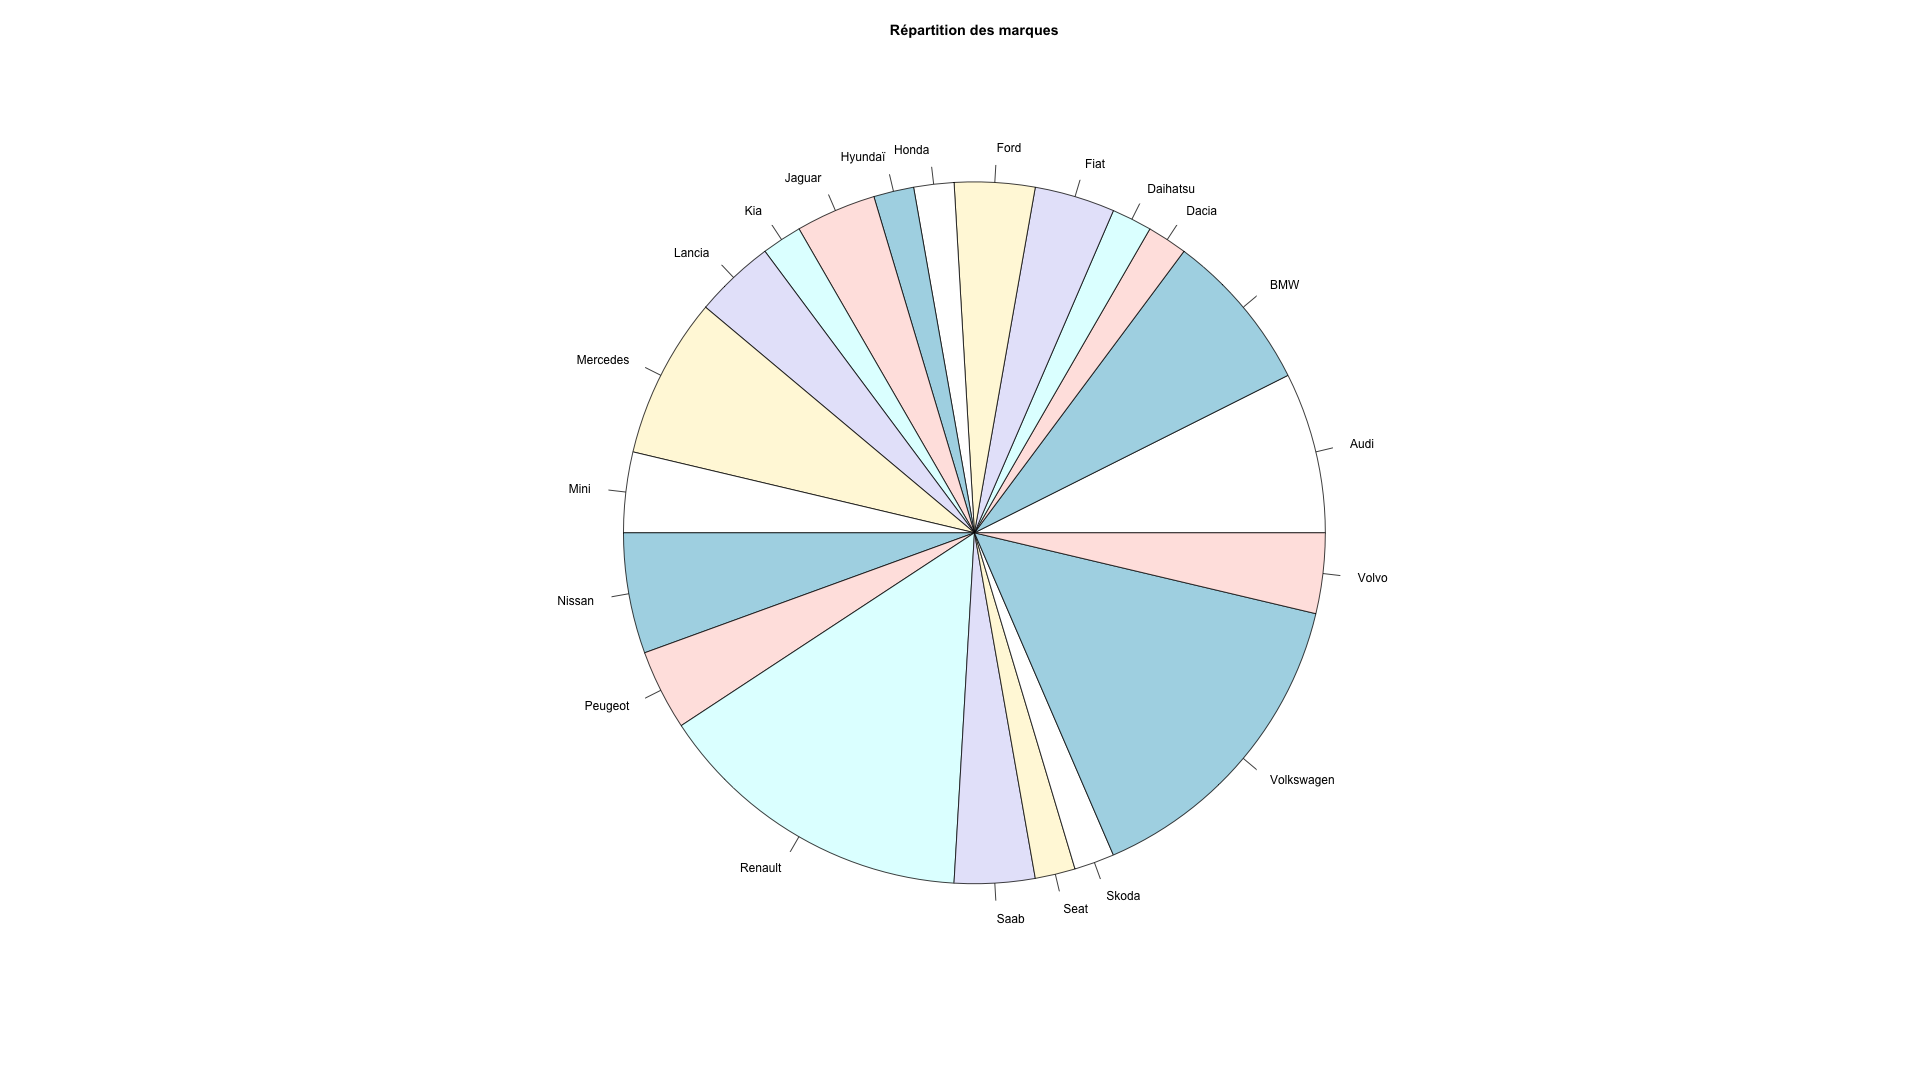 Répartition des marques
Ford
Honda
Hyundaï
Fiat
Jaguar
Daihatsu
Kia
Dacia
Lancia
BMW
Mercedes
Audi
Mini
Volvo
Nissan
Peugeot
Volkswagen
Renault
Skoda
Seat
Saab